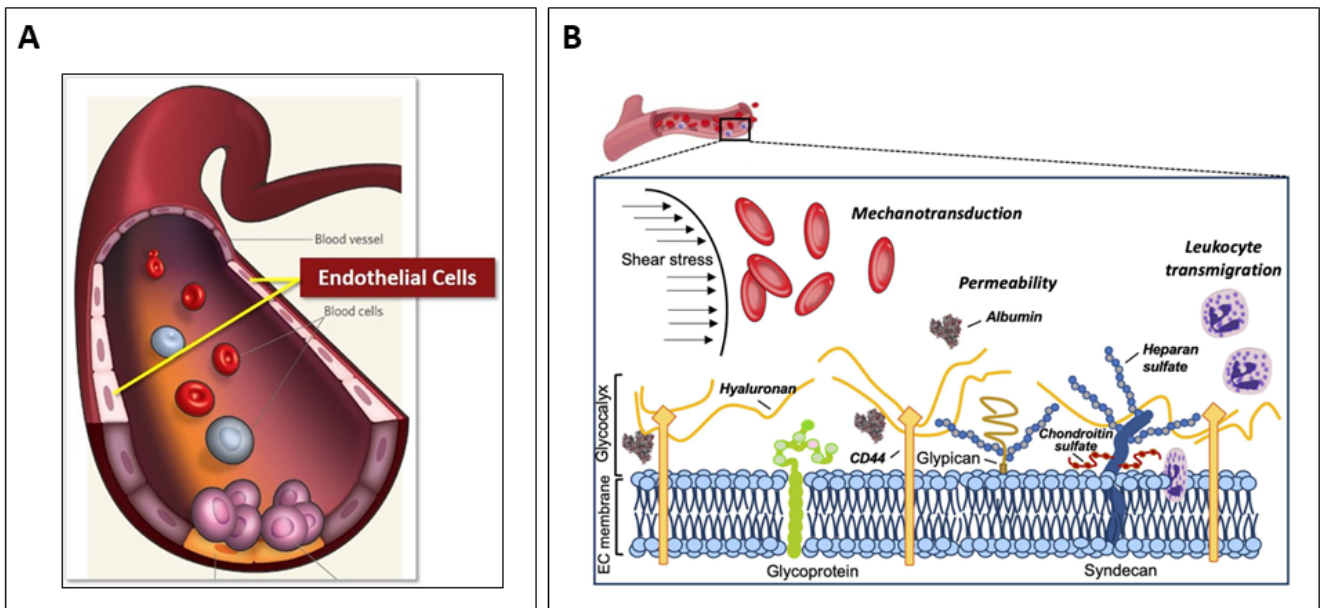 A
Blood vessel
Endothelial Cells
Blood cells
B
Mechanotransduction
Shear stress
Leukocyte
transmigration
Permeability
Albumin
Heparan
sulfate
Hyaluronan
Glycocalyx
CD44
Glypican
Chondroitin
sulfate
EC membrane
Glycoprotein
Syndecan